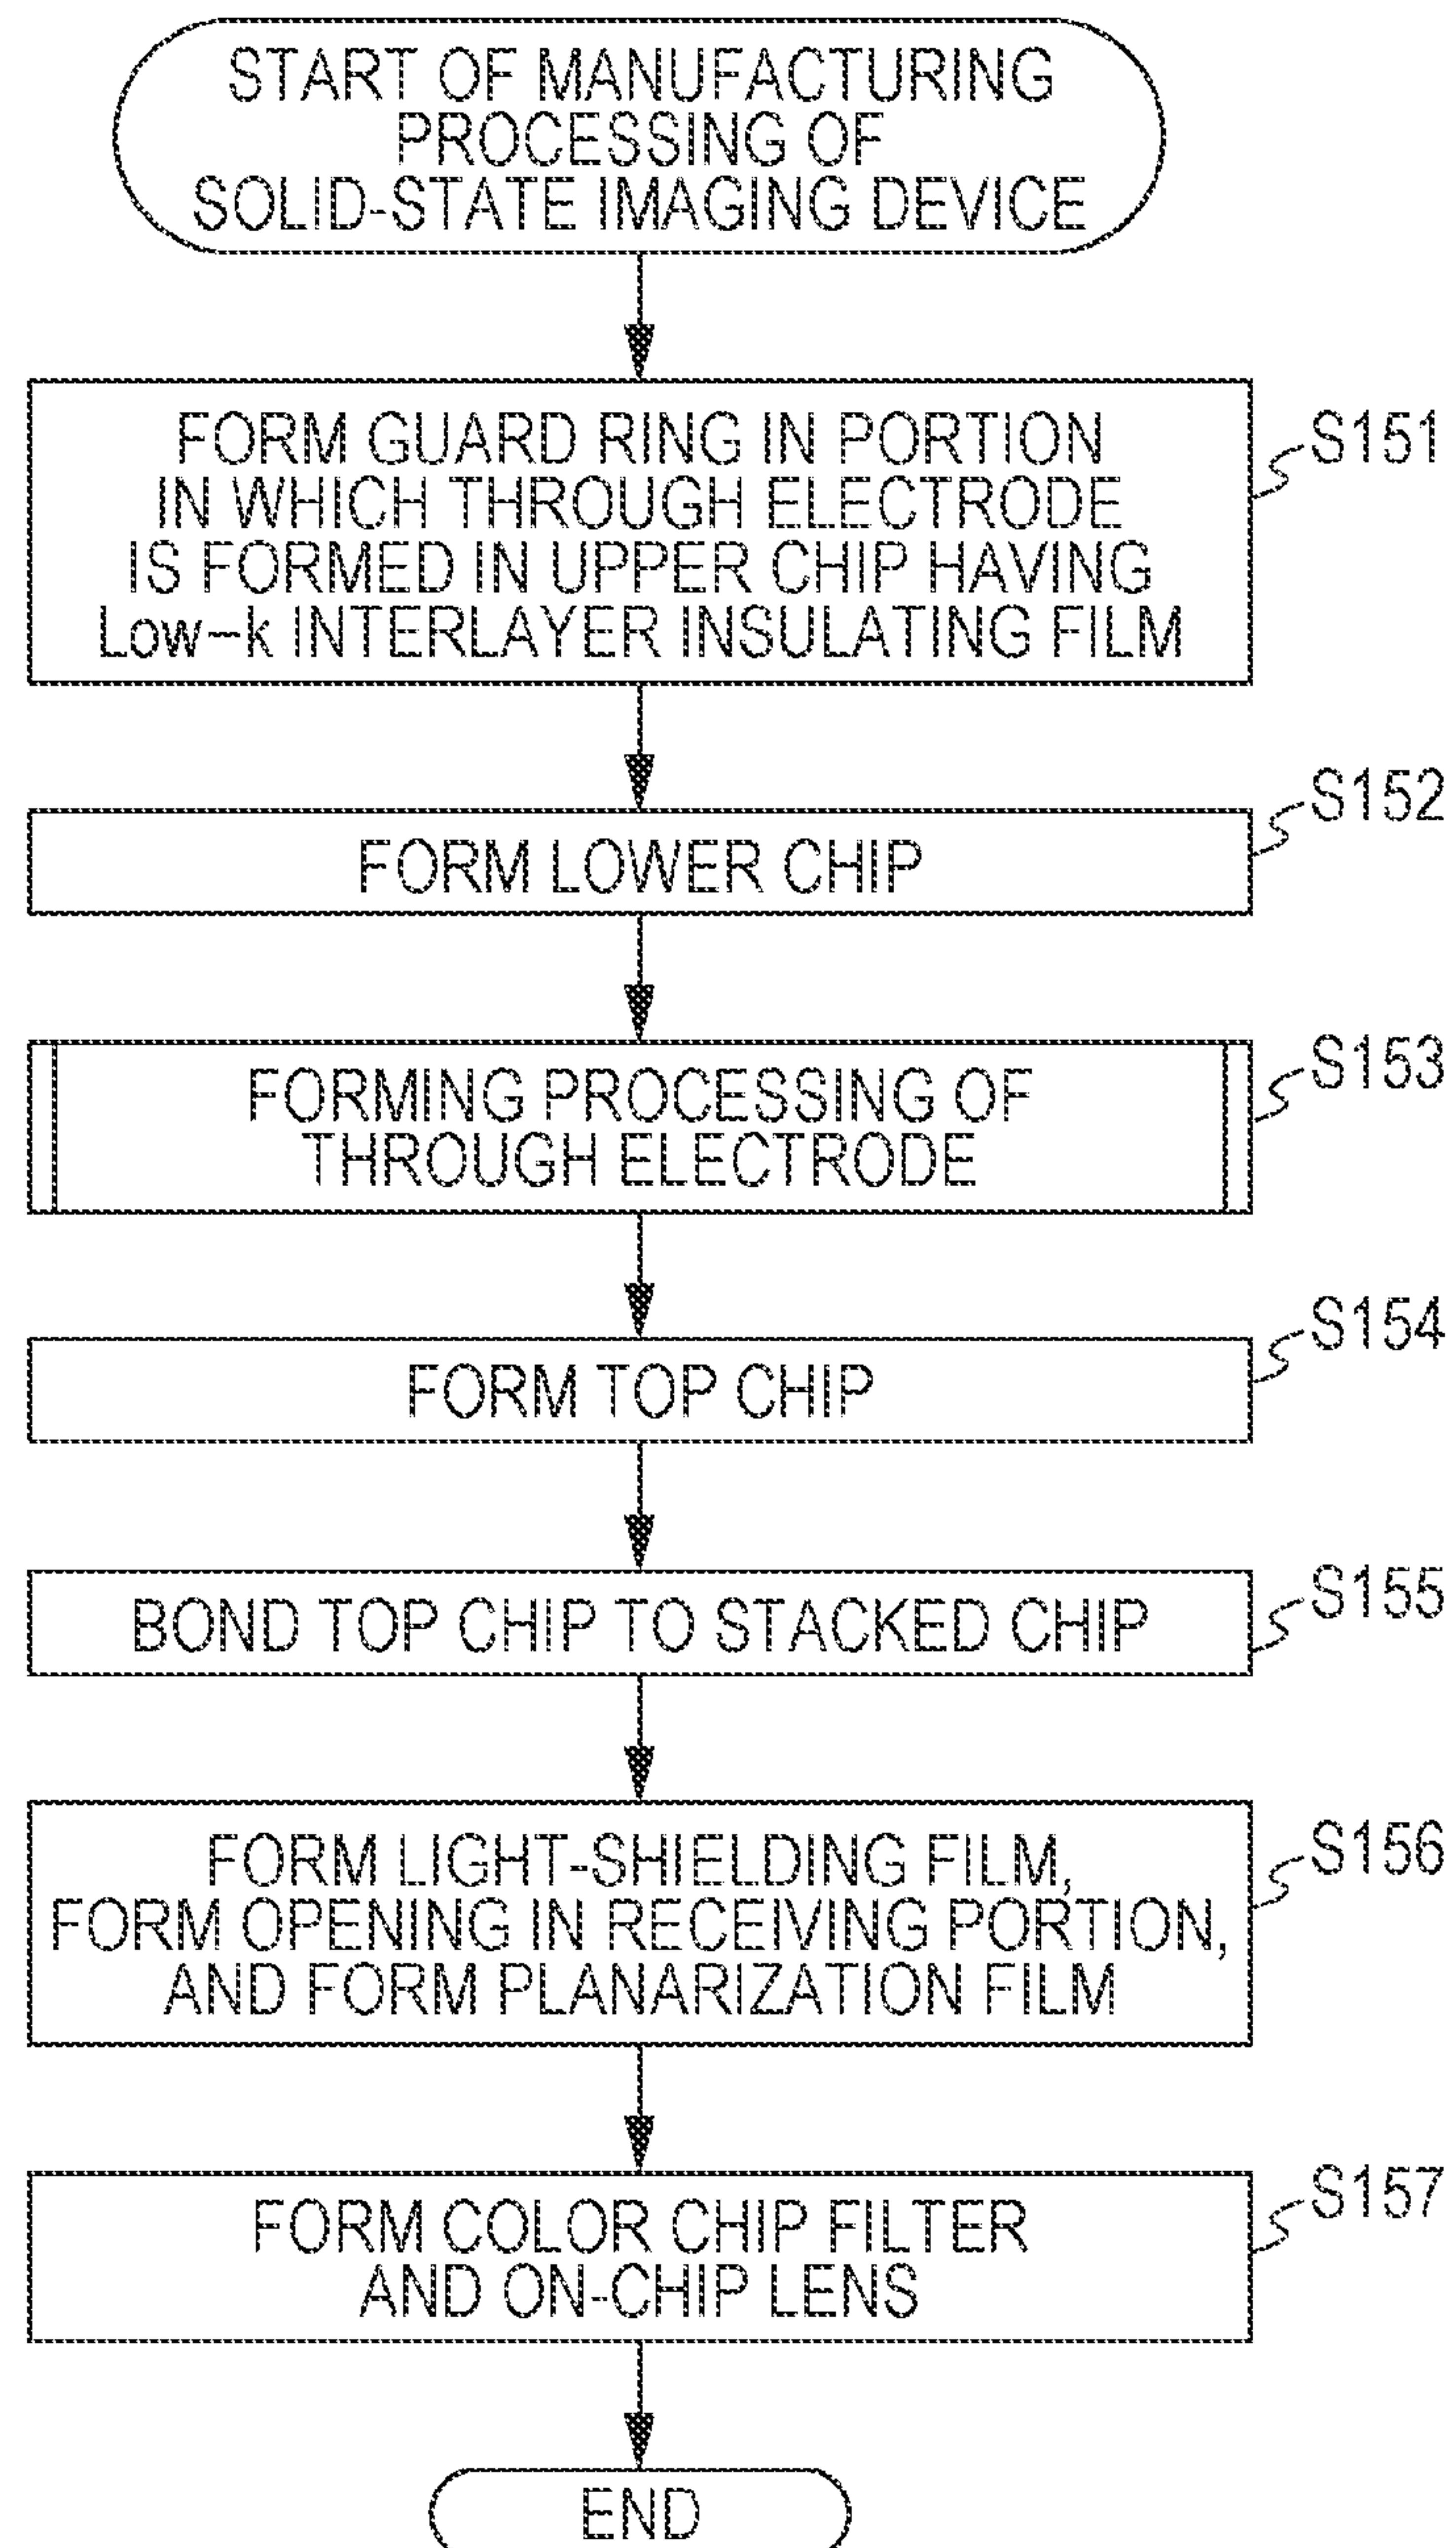 START OF MANUFACTURING
PROCESSING OF
SOLID-STATE IMAGING DEVICE
FORM GUARD RING IN PORTION
IN WHICH THROUGH ELECTRODE
IS FORMED IN UPPER CHIP HAVING
Low-k INTERLAYER INSULATING FILM
S151
FORM LOWER CHIP
S152
FORMING PROCESSING OF
THROUGH ELECTRODE
S153
FORM TOP CHIP
S154
BOND TOP CHIP TO STACKED CHIP
S155
FORM LIGHT-SHIELDING FILM,
FORM OPENING IN RECEIVING PORTION,
AND FORM PLANARIZATION FILM
S156
FORM COLOR CHIP FILTER
AND ON-CHIP LENS
S157
END